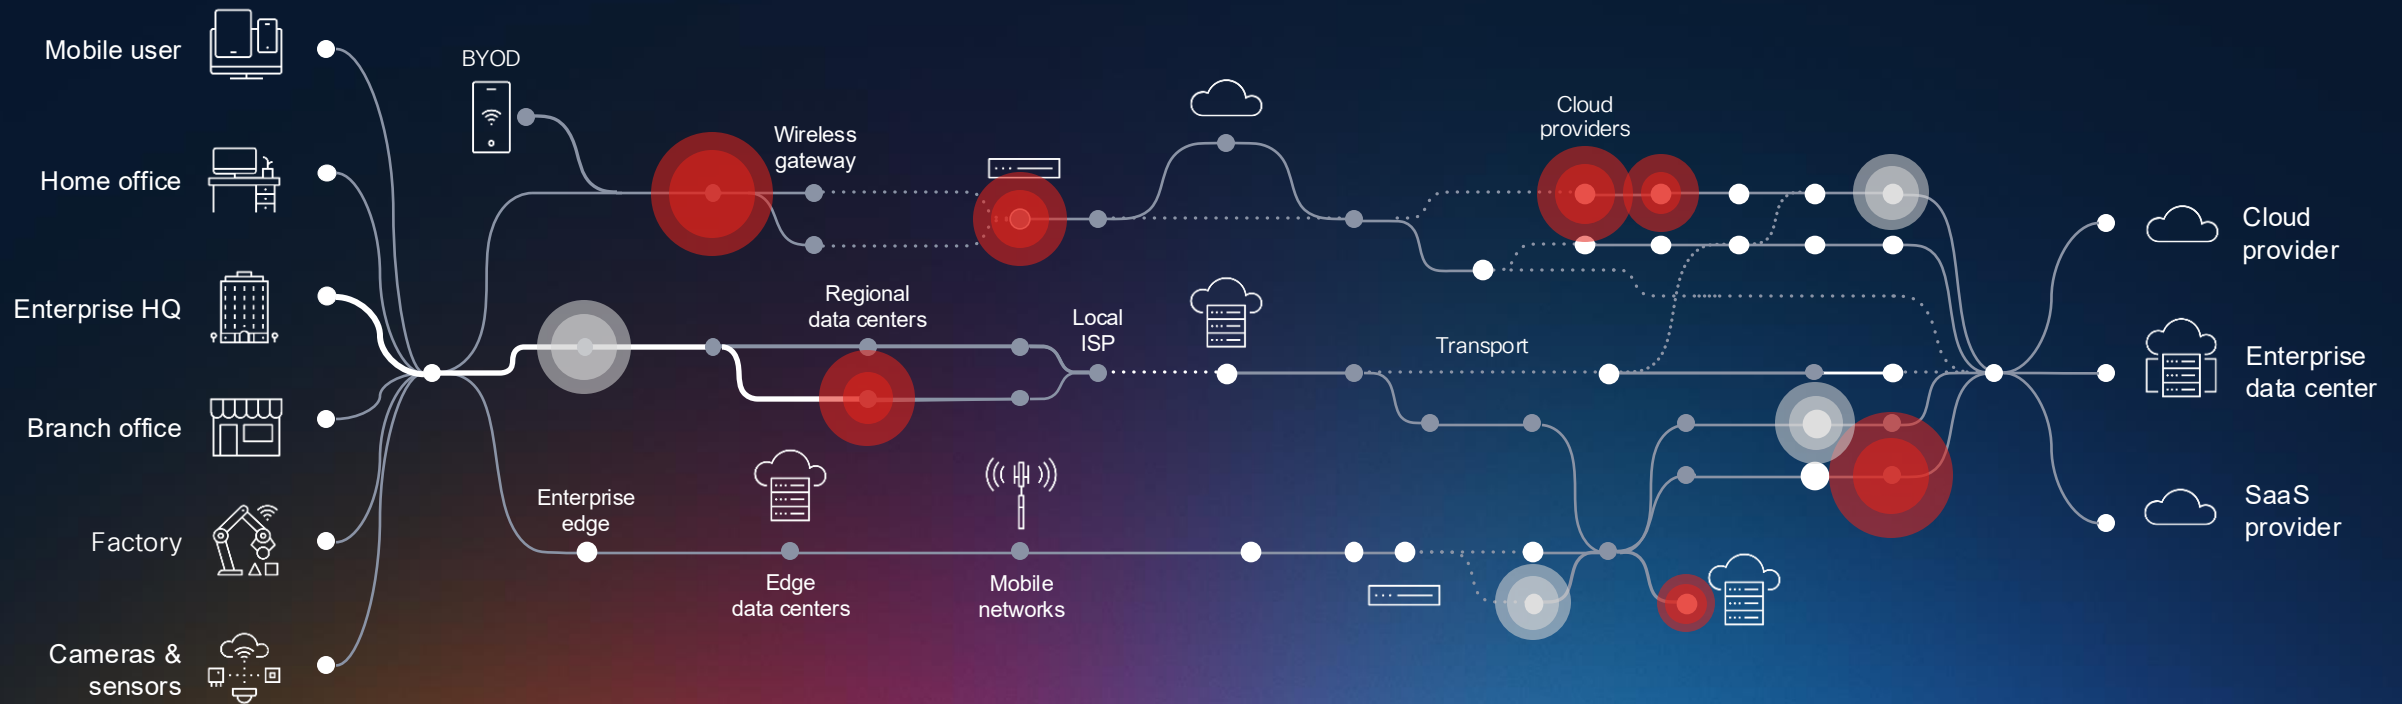 Mobile user
Home office
Enterprise HQ
Branch office
Factory
Cameras &
sensors
BYOD
Wireless
gateway
Regional
data centers
Local
ISP
Enterprise
edge
Edge
data centers
Mobile
networks
Cloud
providers
Transport
Cloud
provider
Enterprise
data center
SaaS
provider